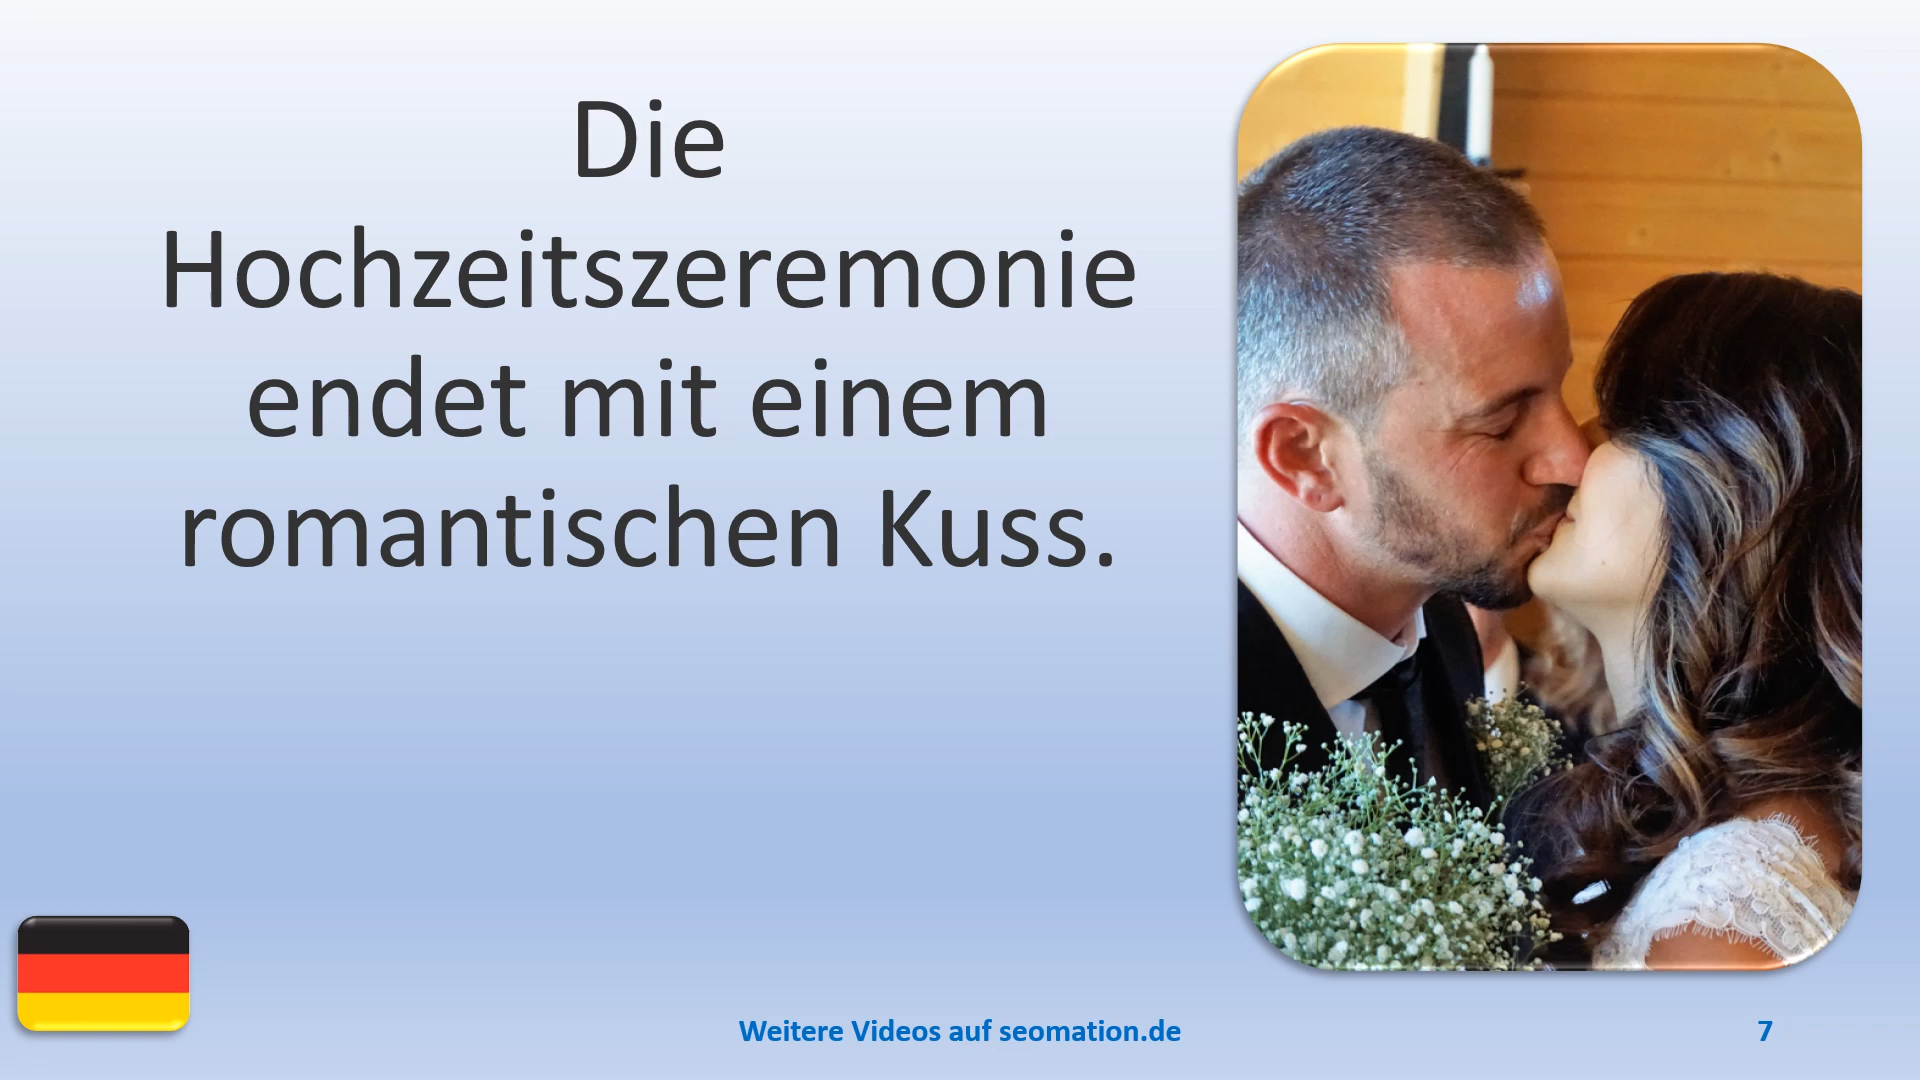 Die
Hochzeitszeremonie
endet mit einem
romantischen Kuss.
Weitere Videos auf seomation.de
7